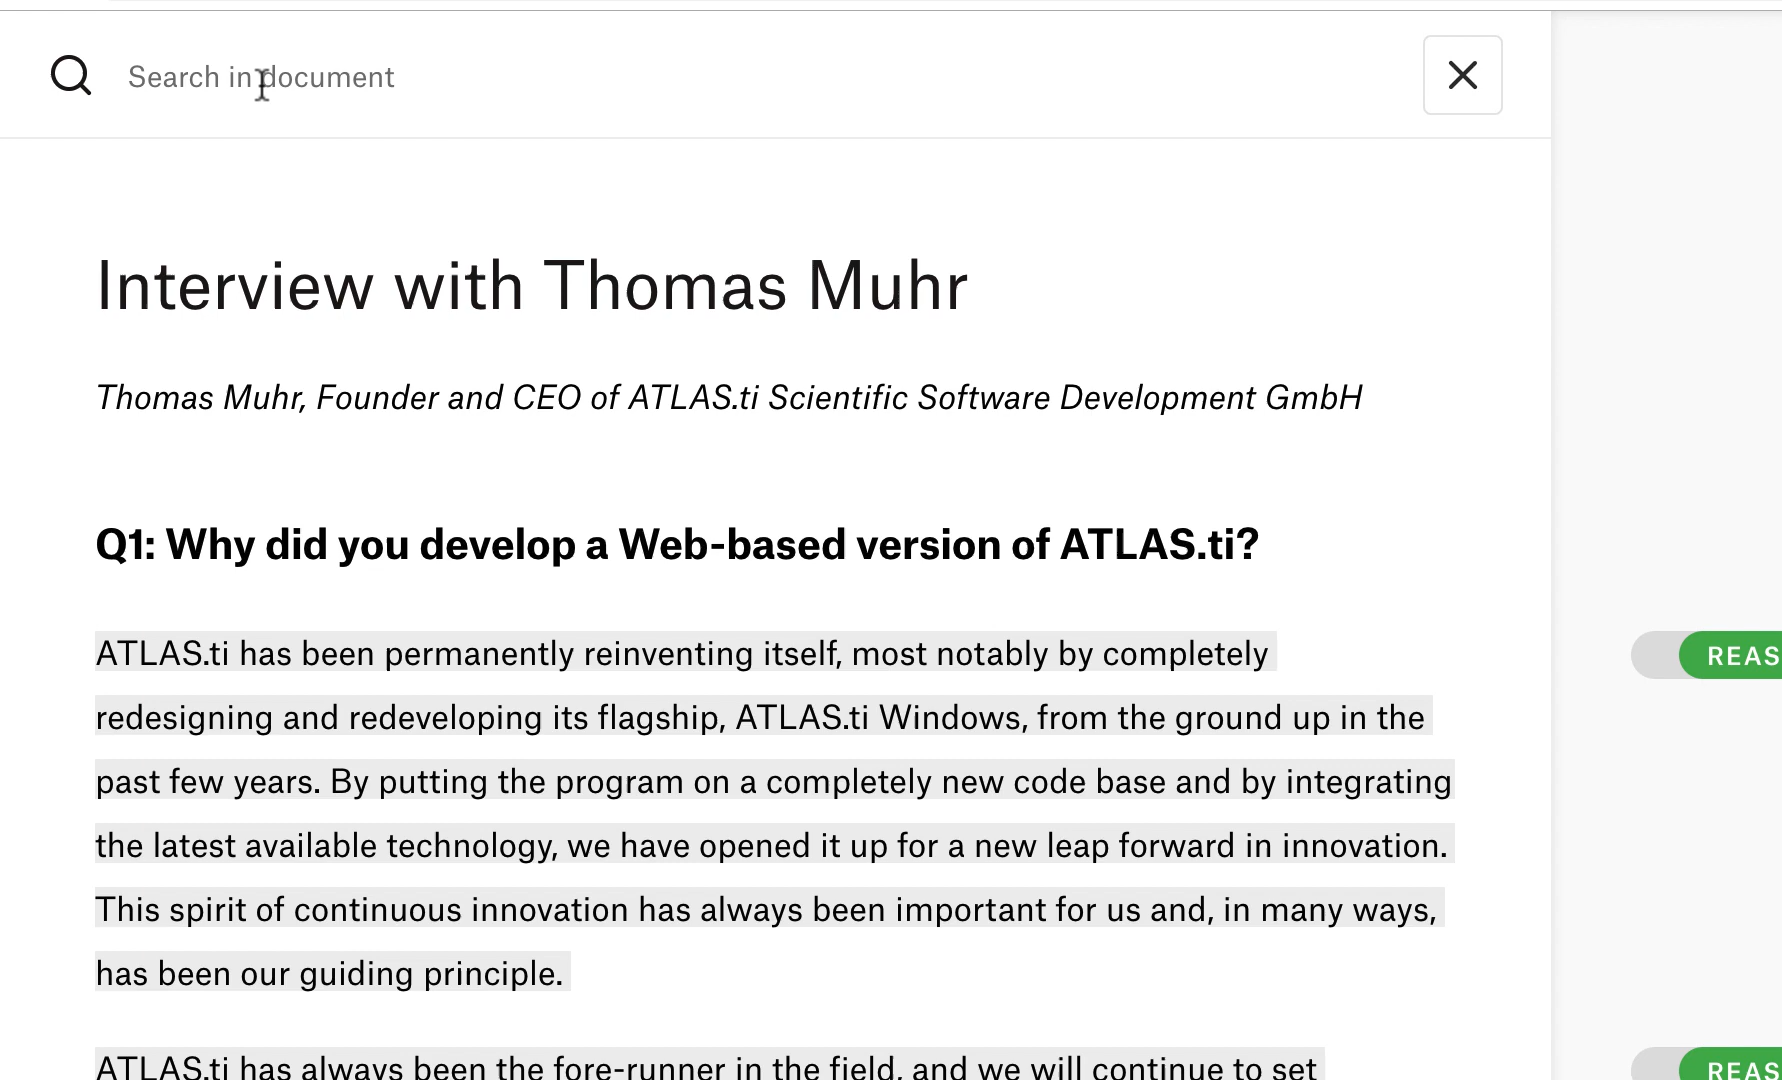 Search in document
Interview with Thomas Muhr
Thomas Muhr, Founder and CEO of ATLAS.ti Scientific Software Development GmbH
Q1: Why did you develop a Web-based version of ATLAS.ti?
ATLAS.ti has been permanently reinventing itself, most notably by completely
REAS
redesigning and redeveloping its flagship, ATLAS.ti Windows, from the ground up in the
past few years. By putting the program on a completely new code base and by integrating
the latest available technology, we have opened it up for a new leap forward in innovation.
This spirit of continuous innovation has always been important for us and, in many ways,
has been our guiding principle.
ATLAS.ti has always been the fore-runner in the field, and we will continue to set
REAS